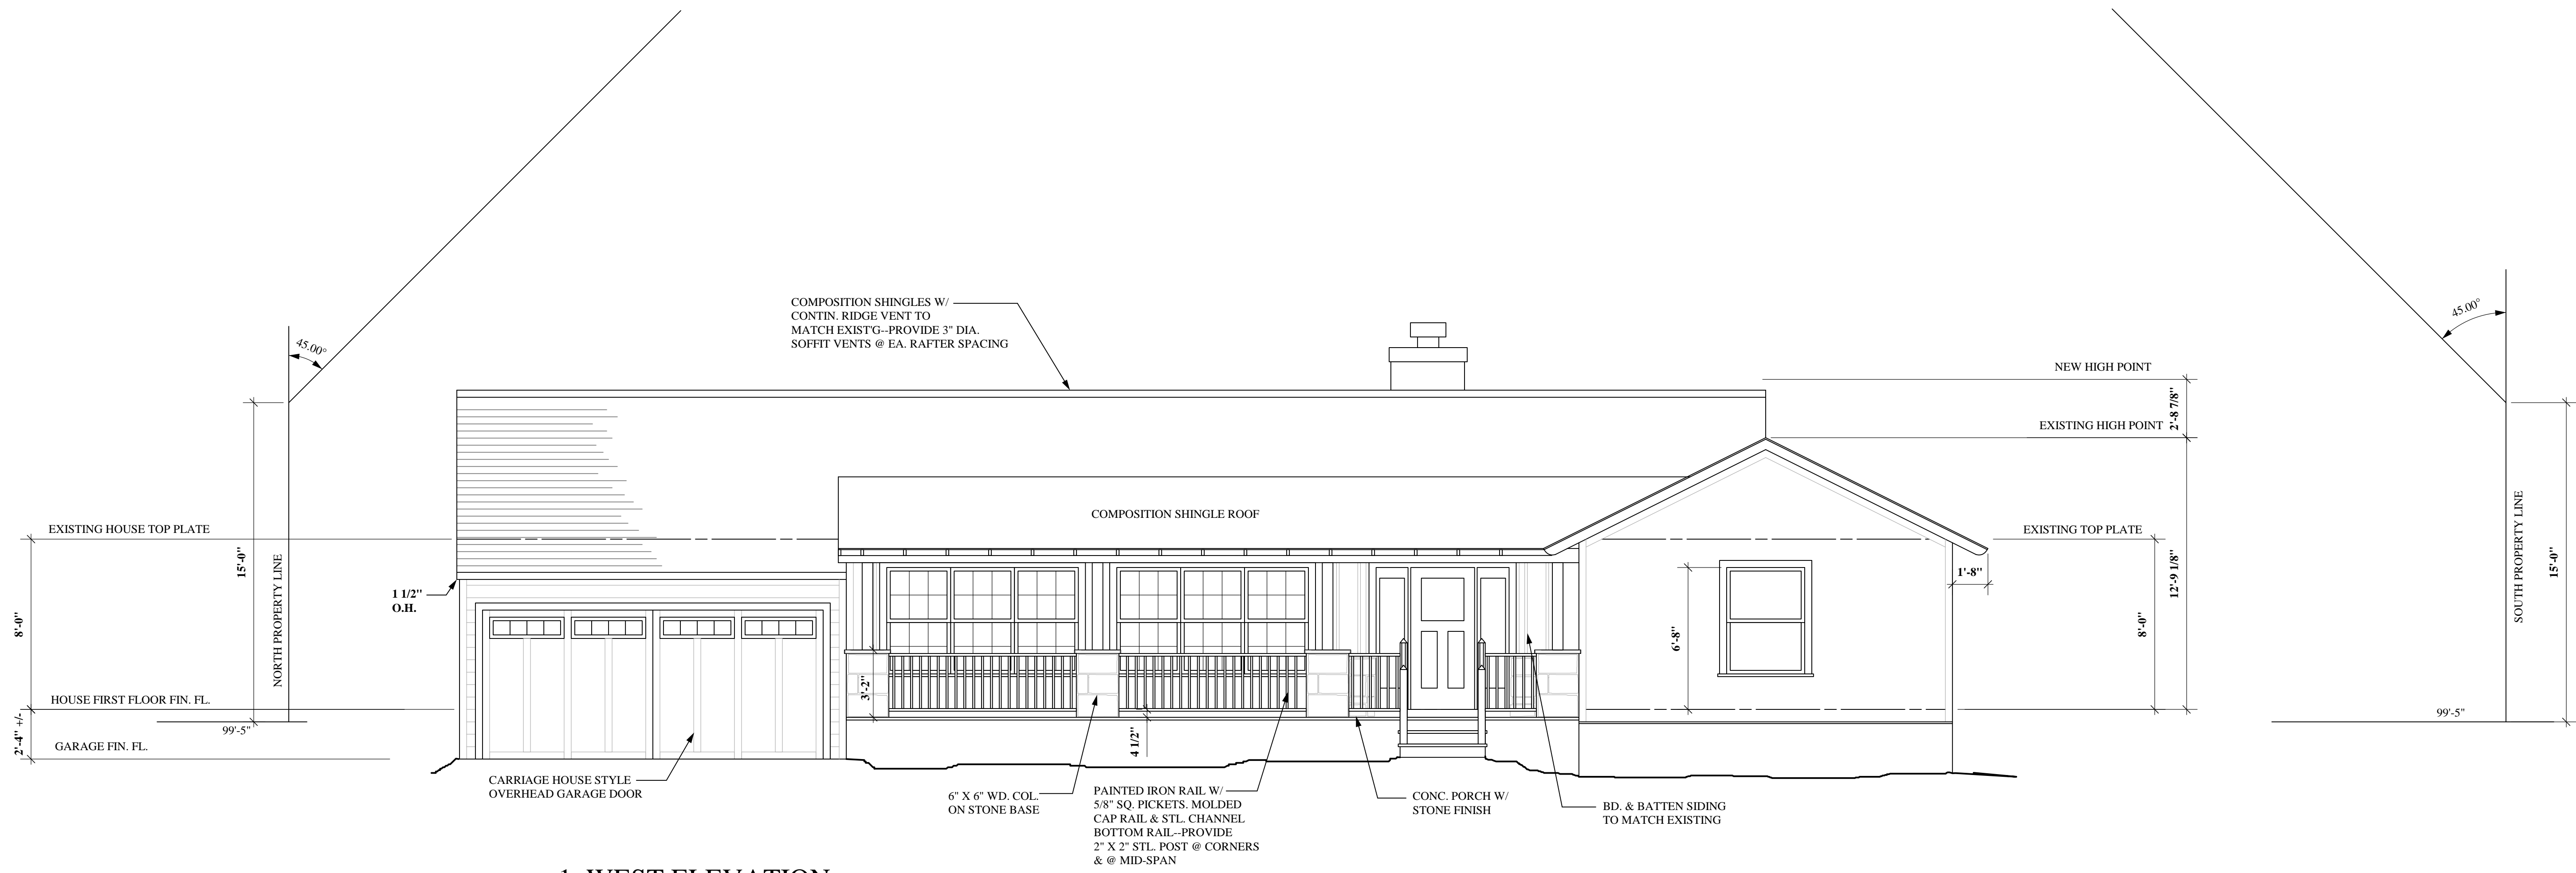 COMPOSITION SHINGLES W/
CONTIN. RIDGE VENT TO
MATCH EXIST'G--PROVIDE 3" DIA.
SOFFIT VENTS @ EA. RAFTER SPACING
45.00°
45.00°
NEW HIGH POINT
2'-8 7/8"
EXISTING HIGH POINT
EXISTING HOUSE TOP PLATE
COMPOSITION SHINGLE ROOF
EXISTING TOP PLATE
15'-0"
NORTH PROPERTY LINE
8'-0"
1 1/2"
O.H.
1'-8"
12'-9 1/8"
8'-0"
6'-8"
SOUTH PROPERTY LINE
15'-0"
3'-2"
HOUSE FIRST FLOOR FIN. FL.
99'-5"
99'-5"
2'-4" +/-
GARAGE FIN. FL.
4 1/2"
CARRIAGE HOUSE STYLE
OVERHEAD GARAGE DOOR
6" X 6" WD. COL.
ON STONE BASE
PAINTED IRON RAIL W/
5/8" SQ. PICKETS. MOLDED
CAP RAIL & STL. CHANNEL
BOTTOM RAIL--PROVIDE
2" X 2" STL. POST @ CORNERS
& @ MID-SPAN
CONC. PORCH W/
STONE FINISH
BD. & BATTEN SIDING
TO MATCH EXISTING
1 WEST ELEVATION